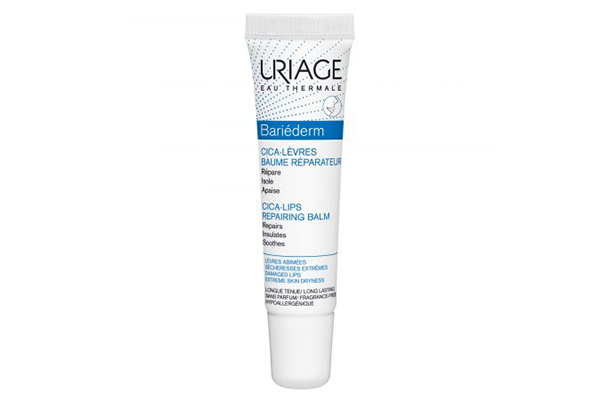 URIAGE
EAU THERMALE
Bariéderm
CICA-LÈVRES
BAUME RÉPARATEUR
Répare
Isole
Apaise
CICA-LIPS
REPAIRING BALM
Repairs
Insulates
Soothes
LÈVRES ABIMÉES
SÉCHERESSES EXTRÊMES
DAMAGED LIPS
EXTREME SKIN DRYNESS
LONGUE TENUE/ LONG LASTING
SANS PARFUM/ FRAGRANCE-FREE
HYPOALLERGÉNIQUE